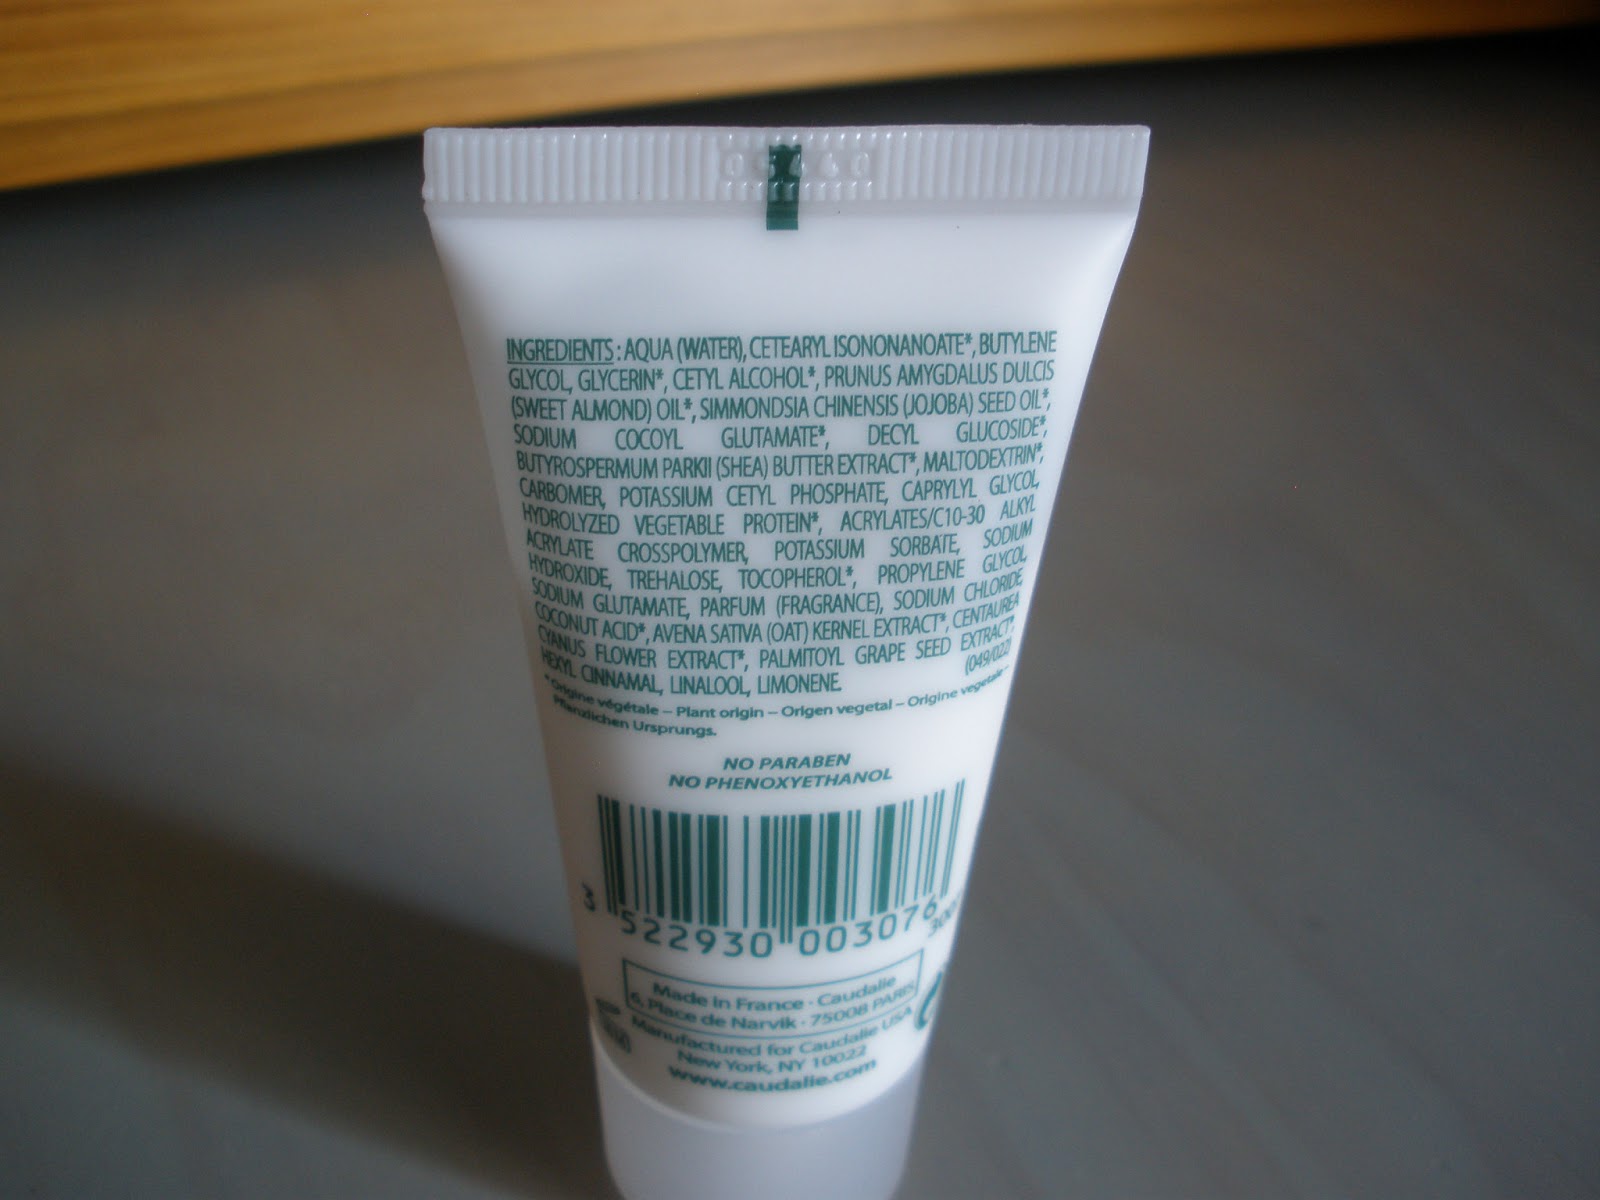 INGREDIENTS : AQUA (WATER), CETEARYL ISONONANOATE*, BUTYLENE
GLYCOL, GLYCERIN*, CETYL ALCOHOL*, PRUNUS AMYGDALUS DULCIS
(SWEET ALMOND) OIL*, SIMMONDSIA CHINENSIS (JOJOBA) SEED OIL*,
SODIUM COCOYL GLUTAMATE*, DECYL GLUCOSIDE*,
BUTYROSPERMUM PARKII (SHEA) BUTTER EXTRACT*, MALTODEXTRIN*,
CARBOMER, POTASSIUM CETYL PHOSPHATE, CAPRYLYL GLYCOL,
HYDROLYZED VEGETABLE PROTEIN*, ACRYLATES/C10-30 ALKYL
ACRYLATE CROSSPOLYMER, POTASSIUM SORBATE, SODIUM
HYDROXIDE, TREHALOSE, TOCOPHEROL*, PROPYLENE GLYCOL,
SODIUM GLUTAMATE, PARFUM (FRAGRANCE), SODIUM CHLORIDE,
COCONUT ACID*, AVENA SATIVA (OAT) KERNEL EXTRACT*, CENTAUREA
CYANUS FLOWER EXTRACT*, PALMITOYL GRAPE SEED EXTRACT*,
HEXYL CINNAMAL, LINALOOL, LIMONENE. (049/022)
* Origine végétale – Plant origin – Origen vegetal – Origine vegetale –
Pflanzlichen Ursprungs.
NO PARABEN
NO PHENOXYETHANOL
3 522930 003076
Made in France · Caudalie
6, Place de Narvik · 75008 PARIS
Manufactured for Caudalie USA
New York, NY 10022
www.caudalie.com